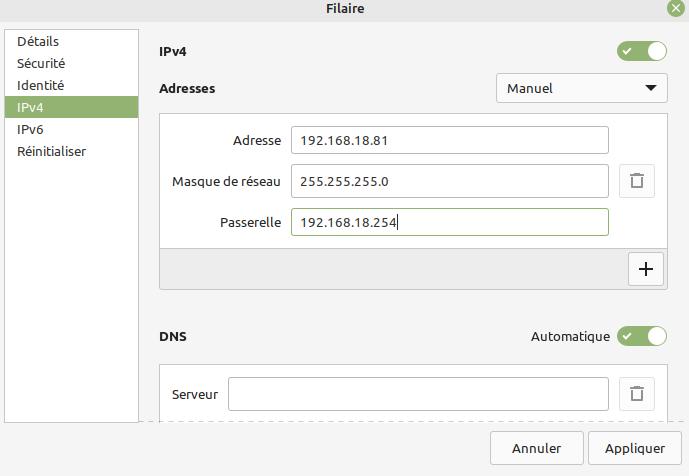 Filaire
Détails
Sécurité
Identité
IPv4
IPv6
Réinitialiser
IPv4
Adresses
Manuel
Adresse
192.168.18.81
Masque de réseau
255.255.255.0
Passerelle
192.168.18.254
DNS
Automatique
Serveur
Annuler
Appliquer